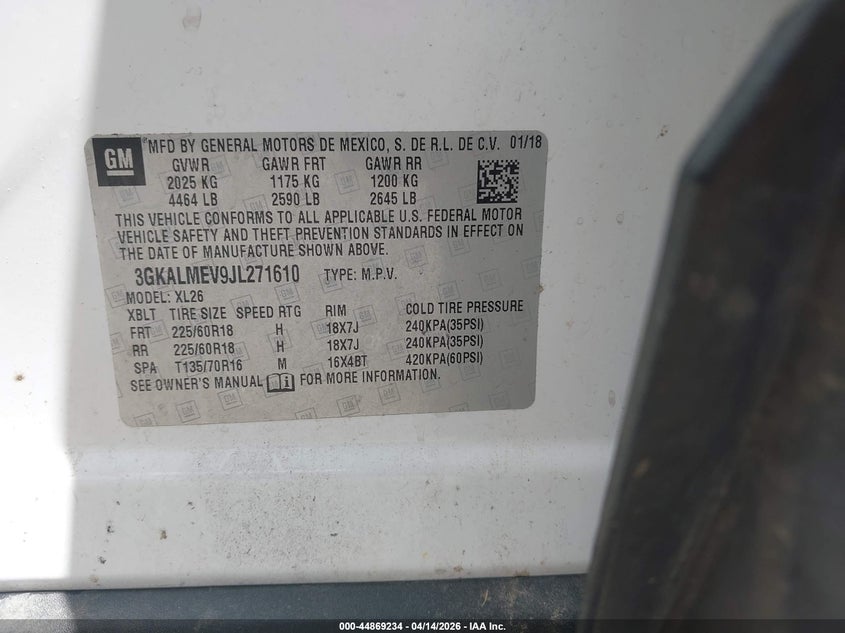 GM
® MFD BY GENERAL MOTORS DE MEXICO, S. DE R.L. DE C.V. 01/18
GVWR GAWR FRT GAWR RR
2025 KG 1175 KG 1200 KG
4464 LB 2590 LB 2645 LB
THIS VEHICLE CONFORMS TO ALL APPLICABLE U.S. FEDERAL MOTOR
VEHICLE SAFETY AND THEFT PREVENTION STANDARDS IN EFFECT ON
THE DATE OF MANUFACTURE SHOWN ABOVE.
3GKALMEV9JL271610 TYPE: M.P.V.
MODEL: XL26
XBLT TIRE SIZE SPEED RTG RIM COLD TIRE PRESSURE
FRT 225/60R18 H 18X7J 240KPA(35PSI)
RR 225/60R18 H 18X7J 240KPA(35PSI)
SPA T135/70R16 M 16X4BT 420KPA(60PSI)
SEE OWNER'S MANUAL FOR MORE INFORMATION.
000-44869234 - 04/14/2026 - IAA Inc.